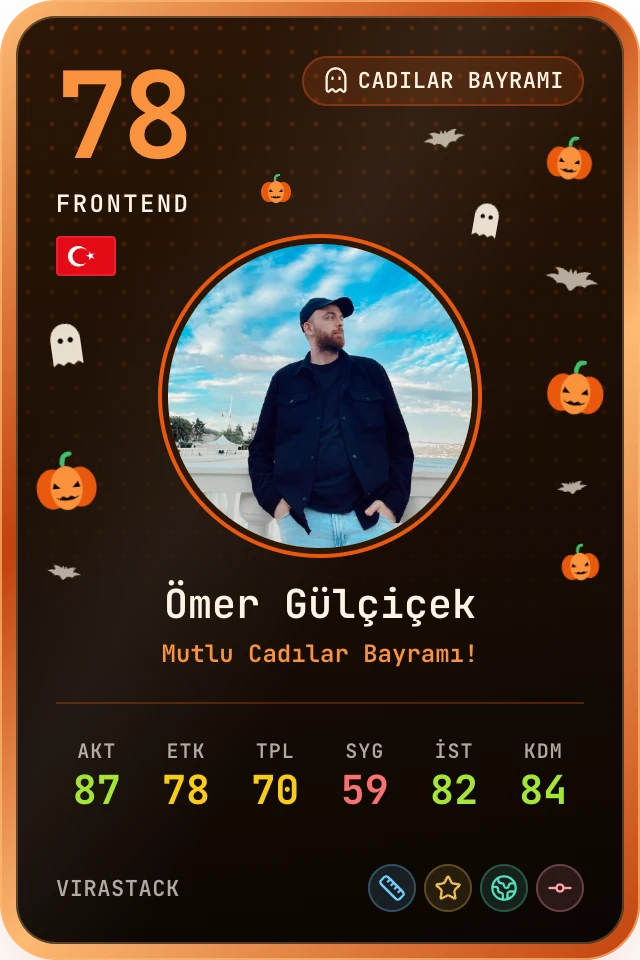 78
CADILAR BAYRAMI
FRONTEND
Ömer Gülçiçek
Mutlu Cadılar Bayramı!
AKT ETK TPL SYG İST KDM
87 78 70 59 82 84
VIRASTACK